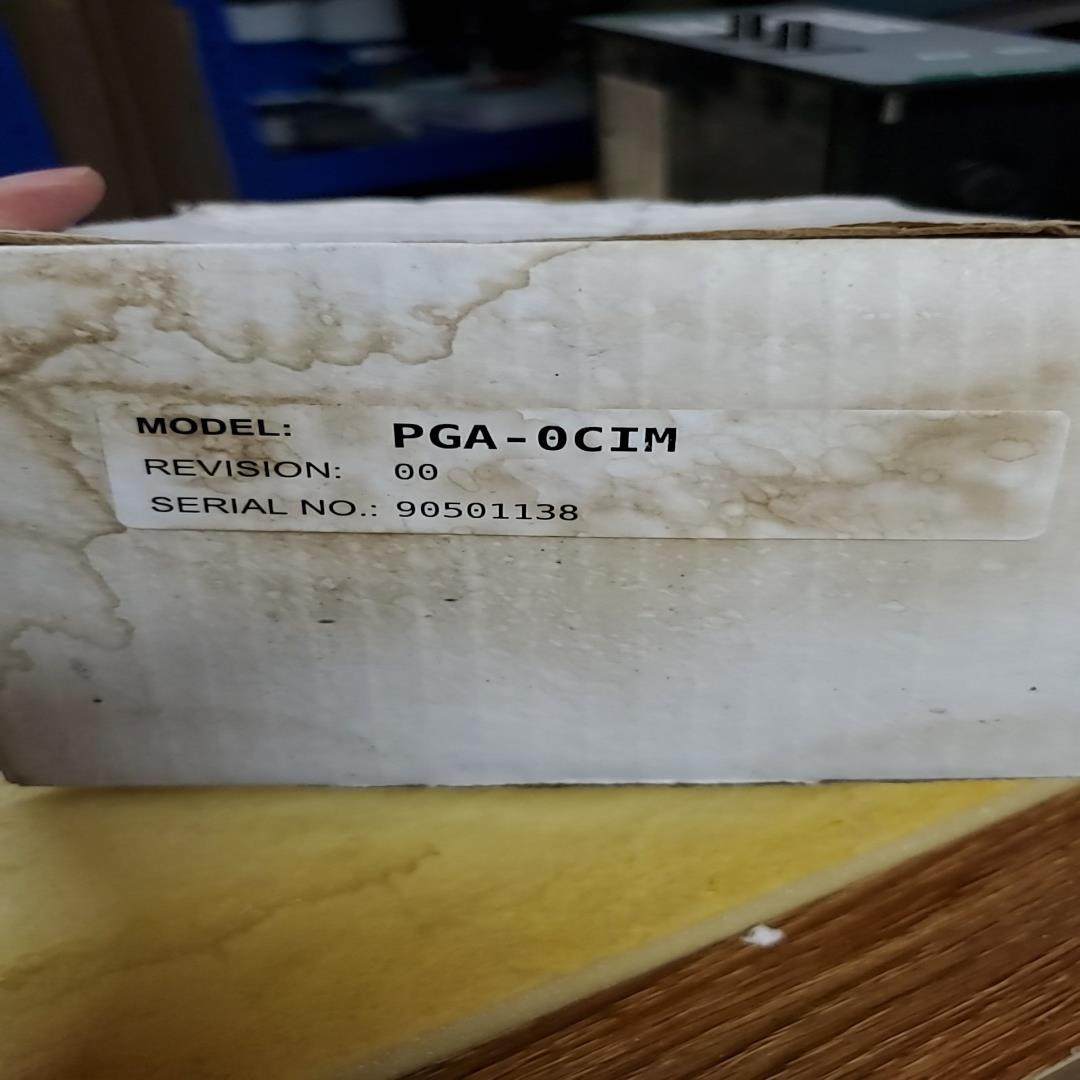 MODEL: PGA-0CIM
REVISION: 00
SERIAL NO.: 90501138